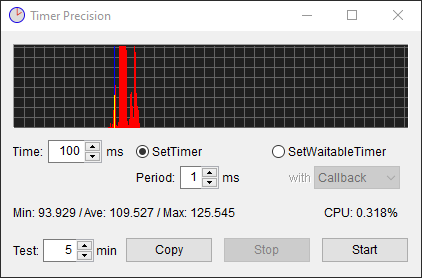 Timer Precision
Time: 100 ms SetTimer SetWaitableTimer
Period: 1 ms with Callback
Min: 93.929 / Ave: 109.527 / Max: 125.545 CPU: 0.318%
Test: 5 min Copy Stop Start